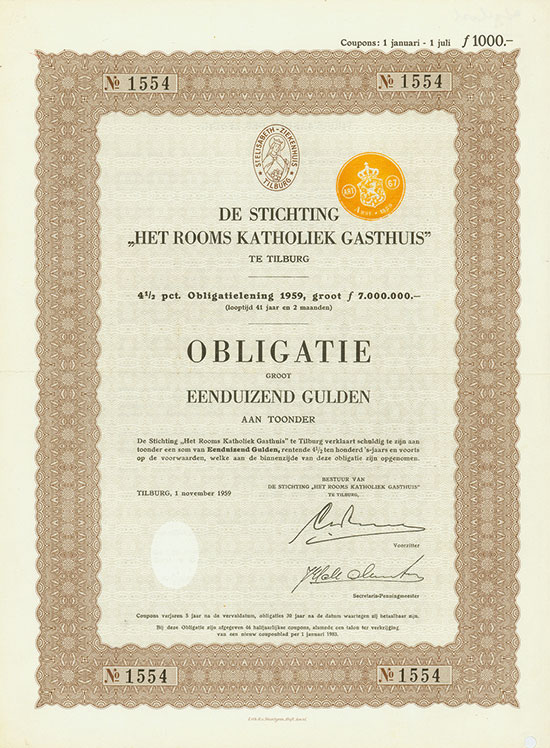 Coupons: 1 januari - 1 juli ƒ 1000.–
№ 1554 № 1554
ST ELISABETH - ZIEKENHUIS
TILBURG
ART 67
DE STICHTING
„HET ROOMS KATHOLIEK GASTHUIS”
TE TILBURG
4½ pct. Obligatielening 1959, groot ƒ 7.000.000.–
(looptijd 41 jaar en 2 maanden)
OBLIGATIE
GROOT
EENDUIZEND GULDEN
AAN TOONDER
De Stichting „Het Rooms Katholiek Gasthuis” te Tilburg verklaart schuldig te zijn aan
toonder een som van Eenduizend Gulden, rentende 4½ ten honderd 's-jaars en voorts
op de voorwaarden, welke aan de binnenzijde van deze obligatie zijn opgenomen.
TILBURG, 1 november 1959
BESTUUR VAN
DE STICHTING „HET ROOMS KATHOLIEK GASTHUIS”
TE TILBURG,
Voorzitter
Secretaris-Penningmeester
Coupons verjaren 5 jaar na de vervaldatum, obligaties 30 jaar na de datum waartegen zij betaalbaar zijn.
Bij deze Obligatie zijn afgegeven 46 halfjaarlijkse coupons, alsmede een talon ter verkrijging
van een nieuw couponblad per 1 januari 1983.
№ 1554 № 1554